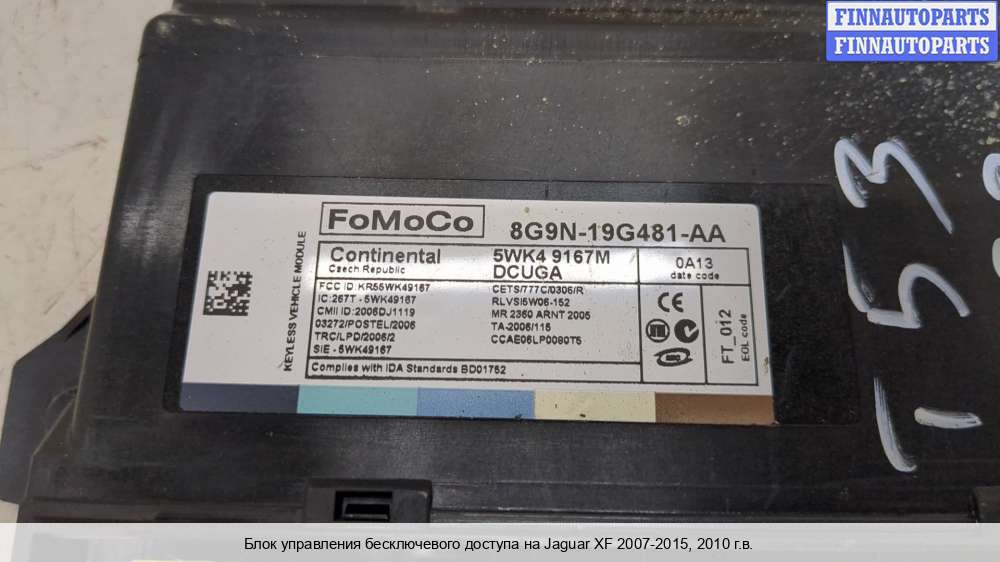 FINNAUTOPARTS
FINNAUTOPARTS
FoMoCo
8G9N-19G481-AA
KEYLESS VEHICLE MODULE
Continental
Czech Republic
5WK4 9167M
DCUGA
0A13
date code
FCC ID: KR55WK49167
IC:267T - 5WK49167
CMII ID:2006DJ1119
03272/POSTEL/2006
TRC/LPD/2006/2
SIE - 5WK49167
CETS/777C/0306/R
RLVSI5W06-152
MR 2360 ARNT 2005
TA-2006/115
CCAE06LP0080T5
Complies with IDA Standards BD01752
CE
FT_012
EOL code
153
Блок управления бесключевого доступа на Jaguar XF 2007-2015, 2010 г.в.